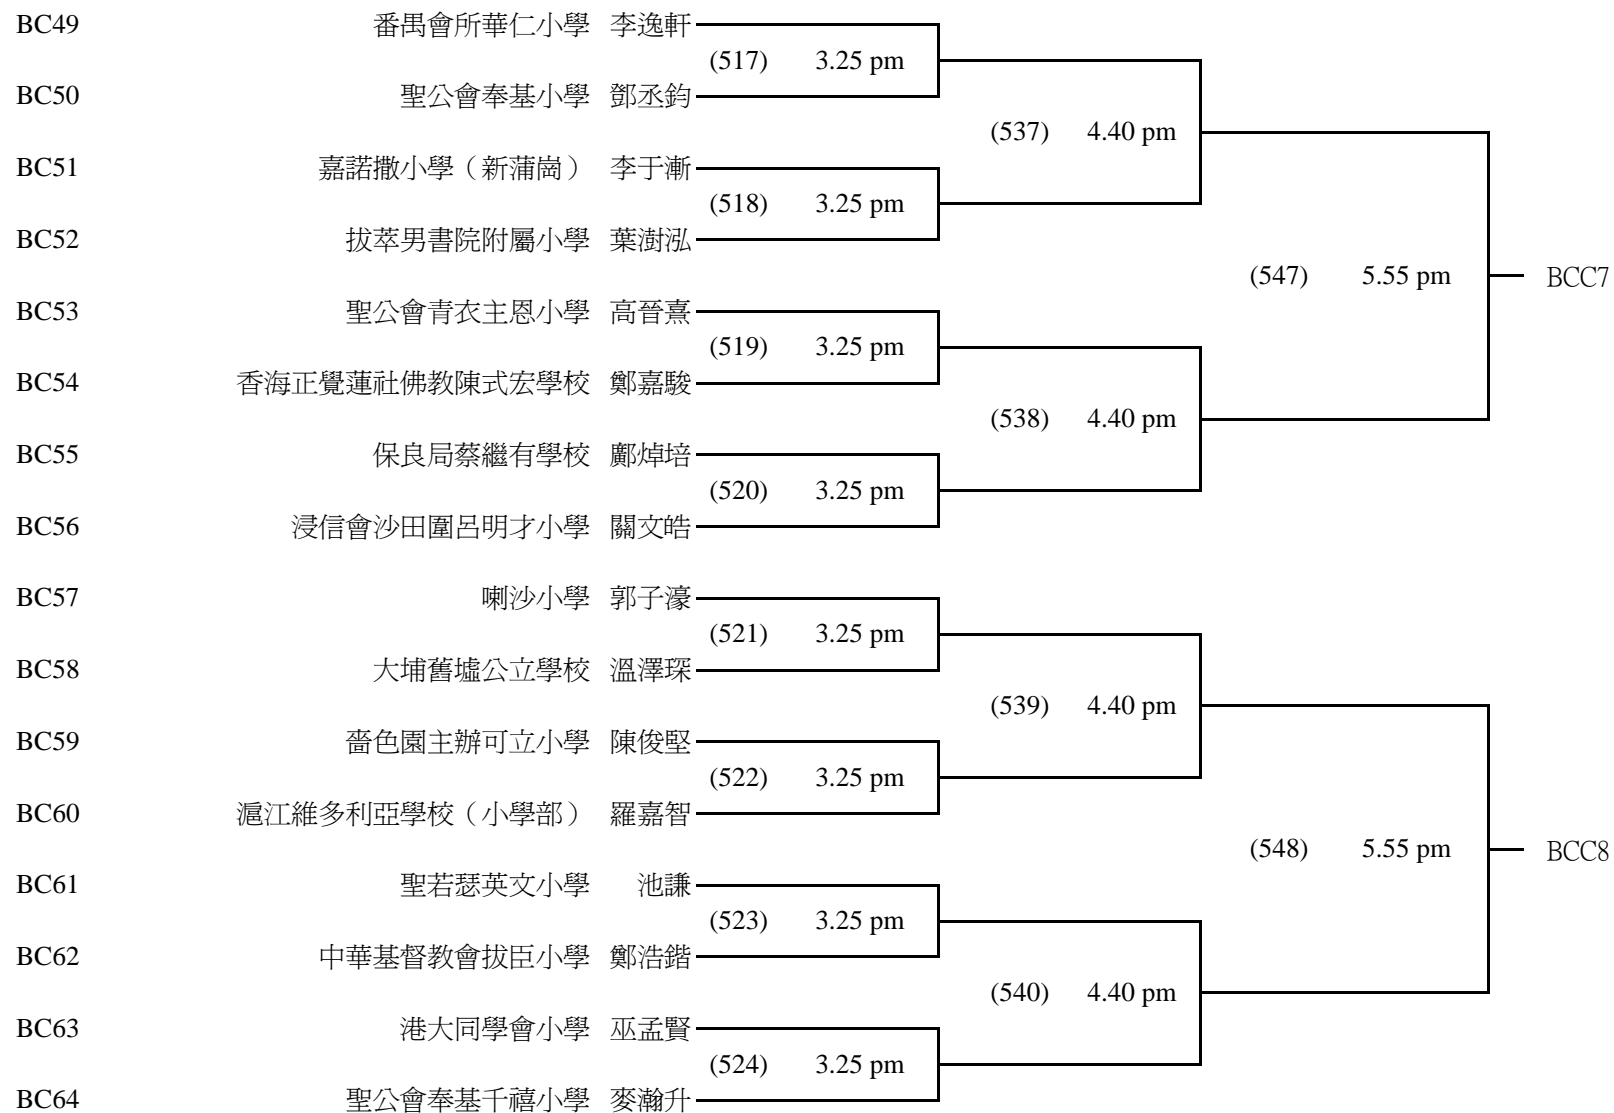 BC49 番禺會所華仁小學 李逸軒
(517) 3.25 pm
BC50 聖公會奉基小學 鄧丞鈞
(537) 4.40 pm
BC51 嘉諾撒小學（新蒲崗） 李于漸
(518) 3.25 pm
BC52 拔萃男書院附屬小學 葉澍泓
(547) 5.55 pm BCC7
BC53 聖公會青衣主恩小學 高晉熹
(519) 3.25 pm
BC54 香海正覺蓮社佛教陳式宏學校 鄭嘉駿
(538) 4.40 pm
BC55 保良局蔡繼有學校 鄺焯培
(520) 3.25 pm
BC56 浸信會沙田圍呂明才小學 關文皓
BC57 喇沙小學 郭子濠
(521) 3.25 pm
BC58 大埔舊墟公立學校 溫澤琛
(539) 4.40 pm
BC59 嗇色園主辦可立小學 陳俊堅
(522) 3.25 pm
BC60 滬江維多利亞學校（小學部） 羅嘉智
(548) 5.55 pm BCC8
BC61 聖若瑟英文小學 池謙
(523) 3.25 pm
BC62 中華基督教會拔臣小學 鄭浩鍇
(540) 4.40 pm
BC63 港大同學會小學 巫孟賢
(524) 3.25 pm
BC64 聖公會奉基千禧小學 麥瀚升